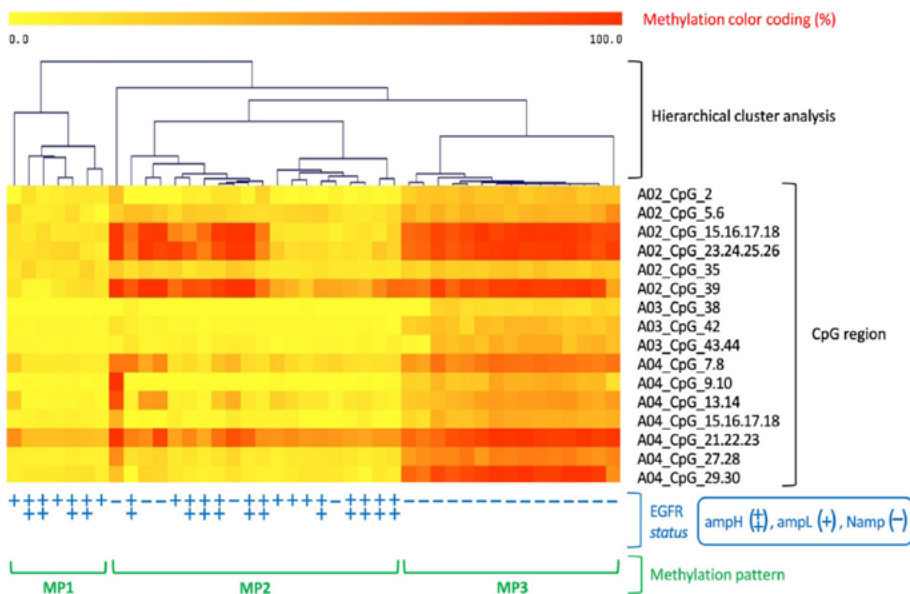 Methylation color coding (%)
0.0 100.0
Hierarchical cluster analysis
A02_CpG_2
A02_CpG_5.6
A02_CpG_15.16.17.18
A02_CpG_23.24.25.26
A02_CpG_35
A02_CpG_39
A03_CpG_38
A03_CpG_42
A03_CpG_43.44
A04_CpG_7.8
A04_CpG_9.10
A04_CpG_13.14
A04_CpG_15.16.17.18
A04_CpG_21.22.23
A04_CpG_27.28
A04_CpG_29.30
CpG region
EGFR
status
ampH (‡), ampL (+), Namp (−)
MP1 MP2 MP3
Methylation pattern